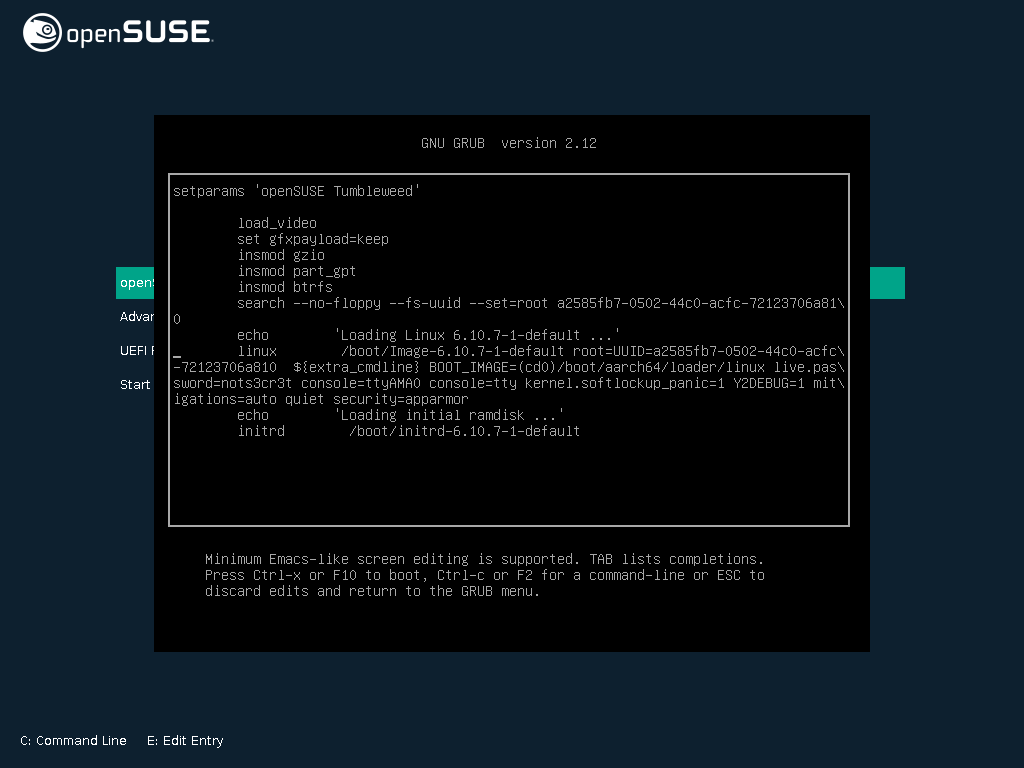 openSUSE.
GNU GRUB  version 2.12
setparams 'openSUSE Tumbleweed'
load_video
set gfxpayload=keep
insmod gzio
insmod part_gpt
insmod btrfs
search --no-floppy --fs-uuid --set=root a2585fb7-0502-44c0-acfc-72123706a81\
0
echo        'Loading Linux 6.10.7-1-default ...'
linux        /boot/Image-6.10.7-1-default root=UUID=a2585fb7-0502-44c0-acfc\
-72123706a810  ${extra_cmdline} BOOT_IMAGE=(cd0)/boot/aarch64/loader/linux live.pas\
sword=nots3cr3t console=ttyAMA0 console=tty kernel.softlockup_panic=1 Y2DEBUG=1 mit\
igations=auto quiet security=apparmor
echo        'Loading initial ramdisk ...'
initrd        /boot/initrd-6.10.7-1-default
openS
Advan
UEFI F
Start
Minimum Emacs-like screen editing is supported. TAB lists completions.
Press Ctrl-x or F10 to boot, Ctrl-c or F2 for a command-line or ESC to
discard edits and return to the GRUB menu.
C: Command Line    E: Edit Entry